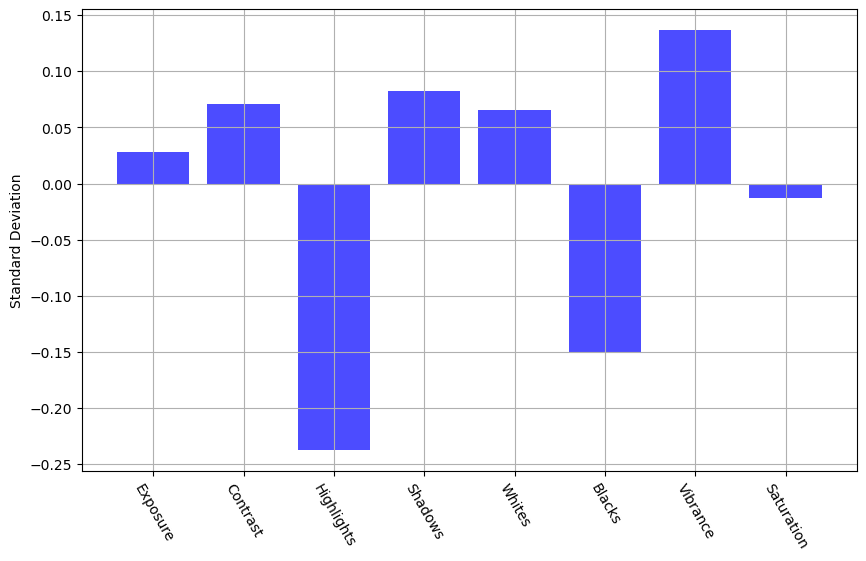 0.15
0.10
0.05
0.00
−0.05
−0.10
−0.15
−0.20
−0.25
Standard Deviation
Exposure
Contrast
Highlights
Shadows
Whites
Blacks
Vibrance
Saturation